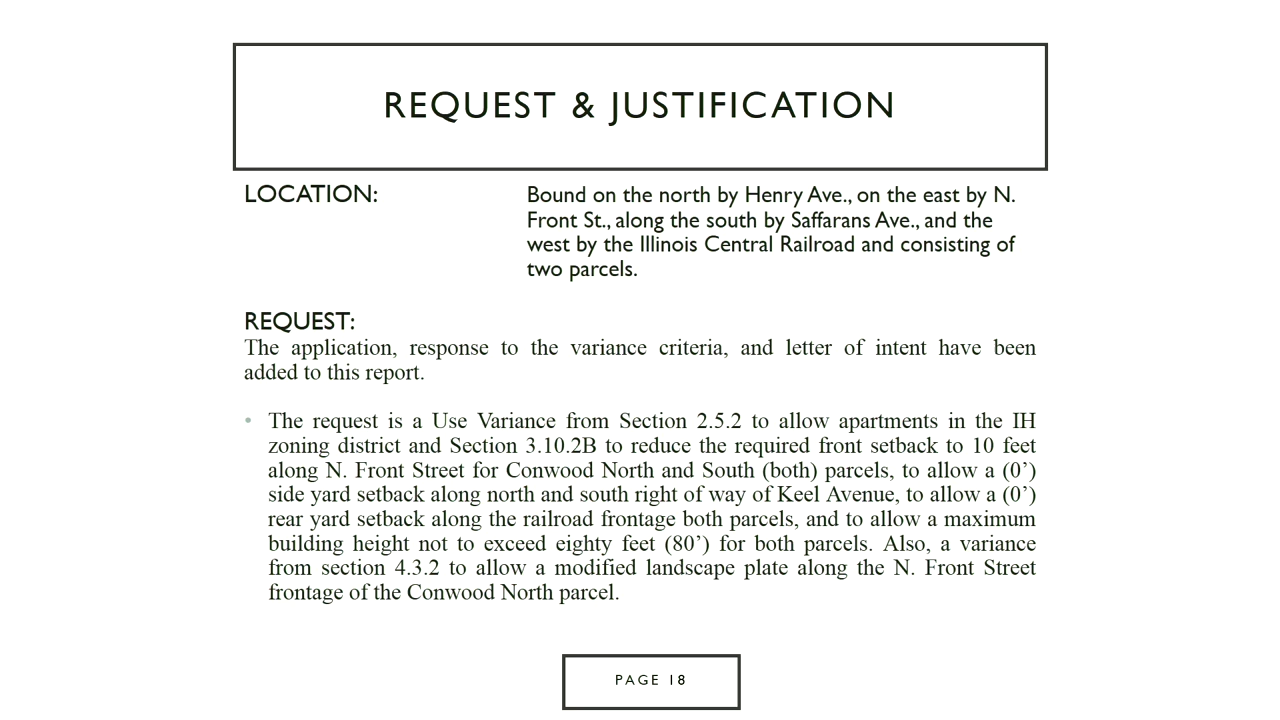 REQUEST & JUSTIFICATION
LOCATION:
Bound on the north by Henry Ave., on the east by N.
Front St., along the south by Saffarans Ave., and the
west by the Illinois Central Railroad and consisting of
two parcels.
REQUEST:
The application, response to the variance criteria, and letter of intent have been
added to this report.
• The request is a Use Variance from Section 2.5.2 to allow apartments in the IH
zoning district and Section 3.10.2B to reduce the required front setback to 10 feet
along N. Front Street for Conwood North and South (both) parcels, to allow a (0’)
side yard setback along north and south right of way of Keel Avenue, to allow a (0’)
rear yard setback along the railroad frontage both parcels, and to allow a maximum
building height not to exceed eighty feet (80’) for both parcels. Also, a variance
from section 4.3.2 to allow a modified landscape plate along the N. Front Street
frontage of the Conwood North parcel.
PAGE 18